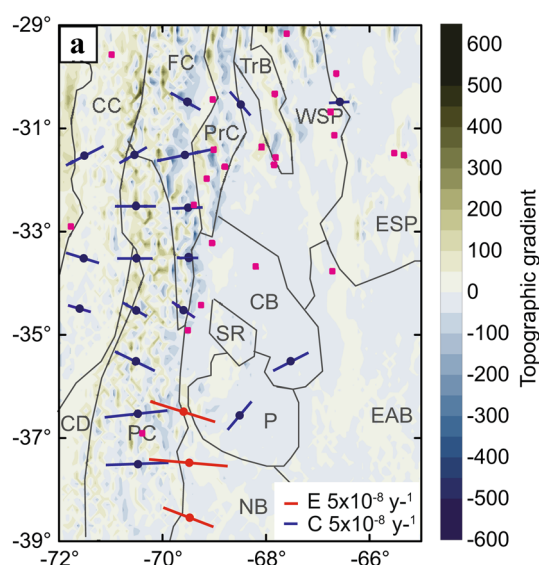 a
-29°
-31°
-33°
-35°
-37°
-39°
-72
-70
-68
-66
FC
TrB
CC
WSP
PrC
ESP
CB
SR
CD
PC
P
EAB
NB
E 5x10⁻⁸ y⁻¹
C 5x10⁻⁸ y⁻¹
600
500
400
300
200
100
0
-100
-200
-300
-400
-500
-600
Topographic gradient